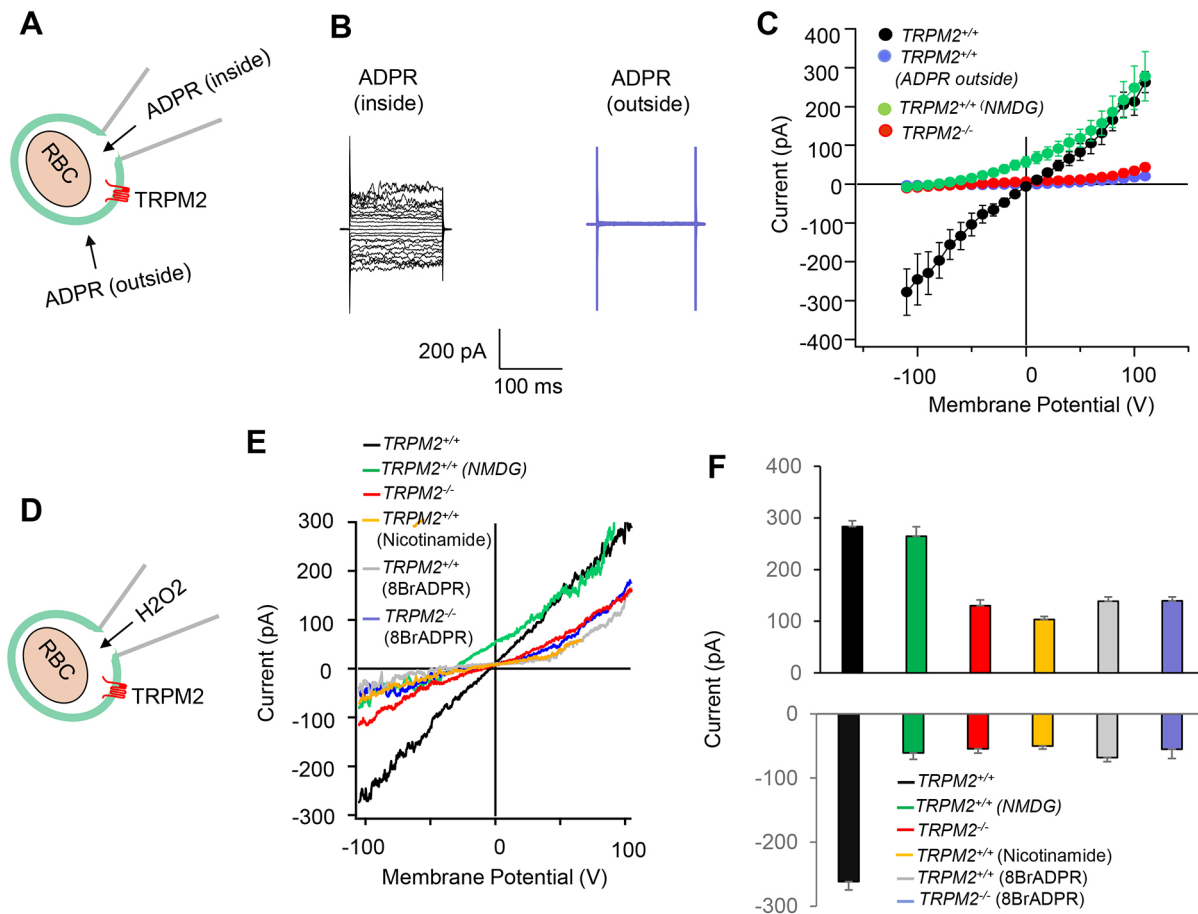 A
ADPR (inside)
RBC
TRPM2
ADPR (outside)
B
ADPR
(inside)
ADPR
(outside)
200 pA
100 ms
C
TRPM2+/+
TRPM2+/+
(ADPR outside)
TRPM2+/+ (NMDG)
TRPM2-/-
Current (pA)
400
300
200
100
0
-100
-200
-300
-400
-100
0
100
Membrane Potential (V)
D
H2O2
RBC
TRPM2
E
TRPM2+/+
TRPM2+/+ (NMDG)
TRPM2-/-
TRPM2+/+
(Nicotinamide)
TRPM2+/+
(8BrADPR)
TRPM2-/-
(8BrADPR)
Current (pA)
300
200
100
0
-100
-200
-300
-100
0
100
Membrane Potential (V)
F
Current (pA)
400
300
200
100
0
0
-100
-200
-300
TRPM2+/+
TRPM2+/+ (NMDG)
TRPM2-/-
TRPM2+/+ (Nicotinamide)
TRPM2+/+ (8BrADPR)
TRPM2-/- (8BrADPR)